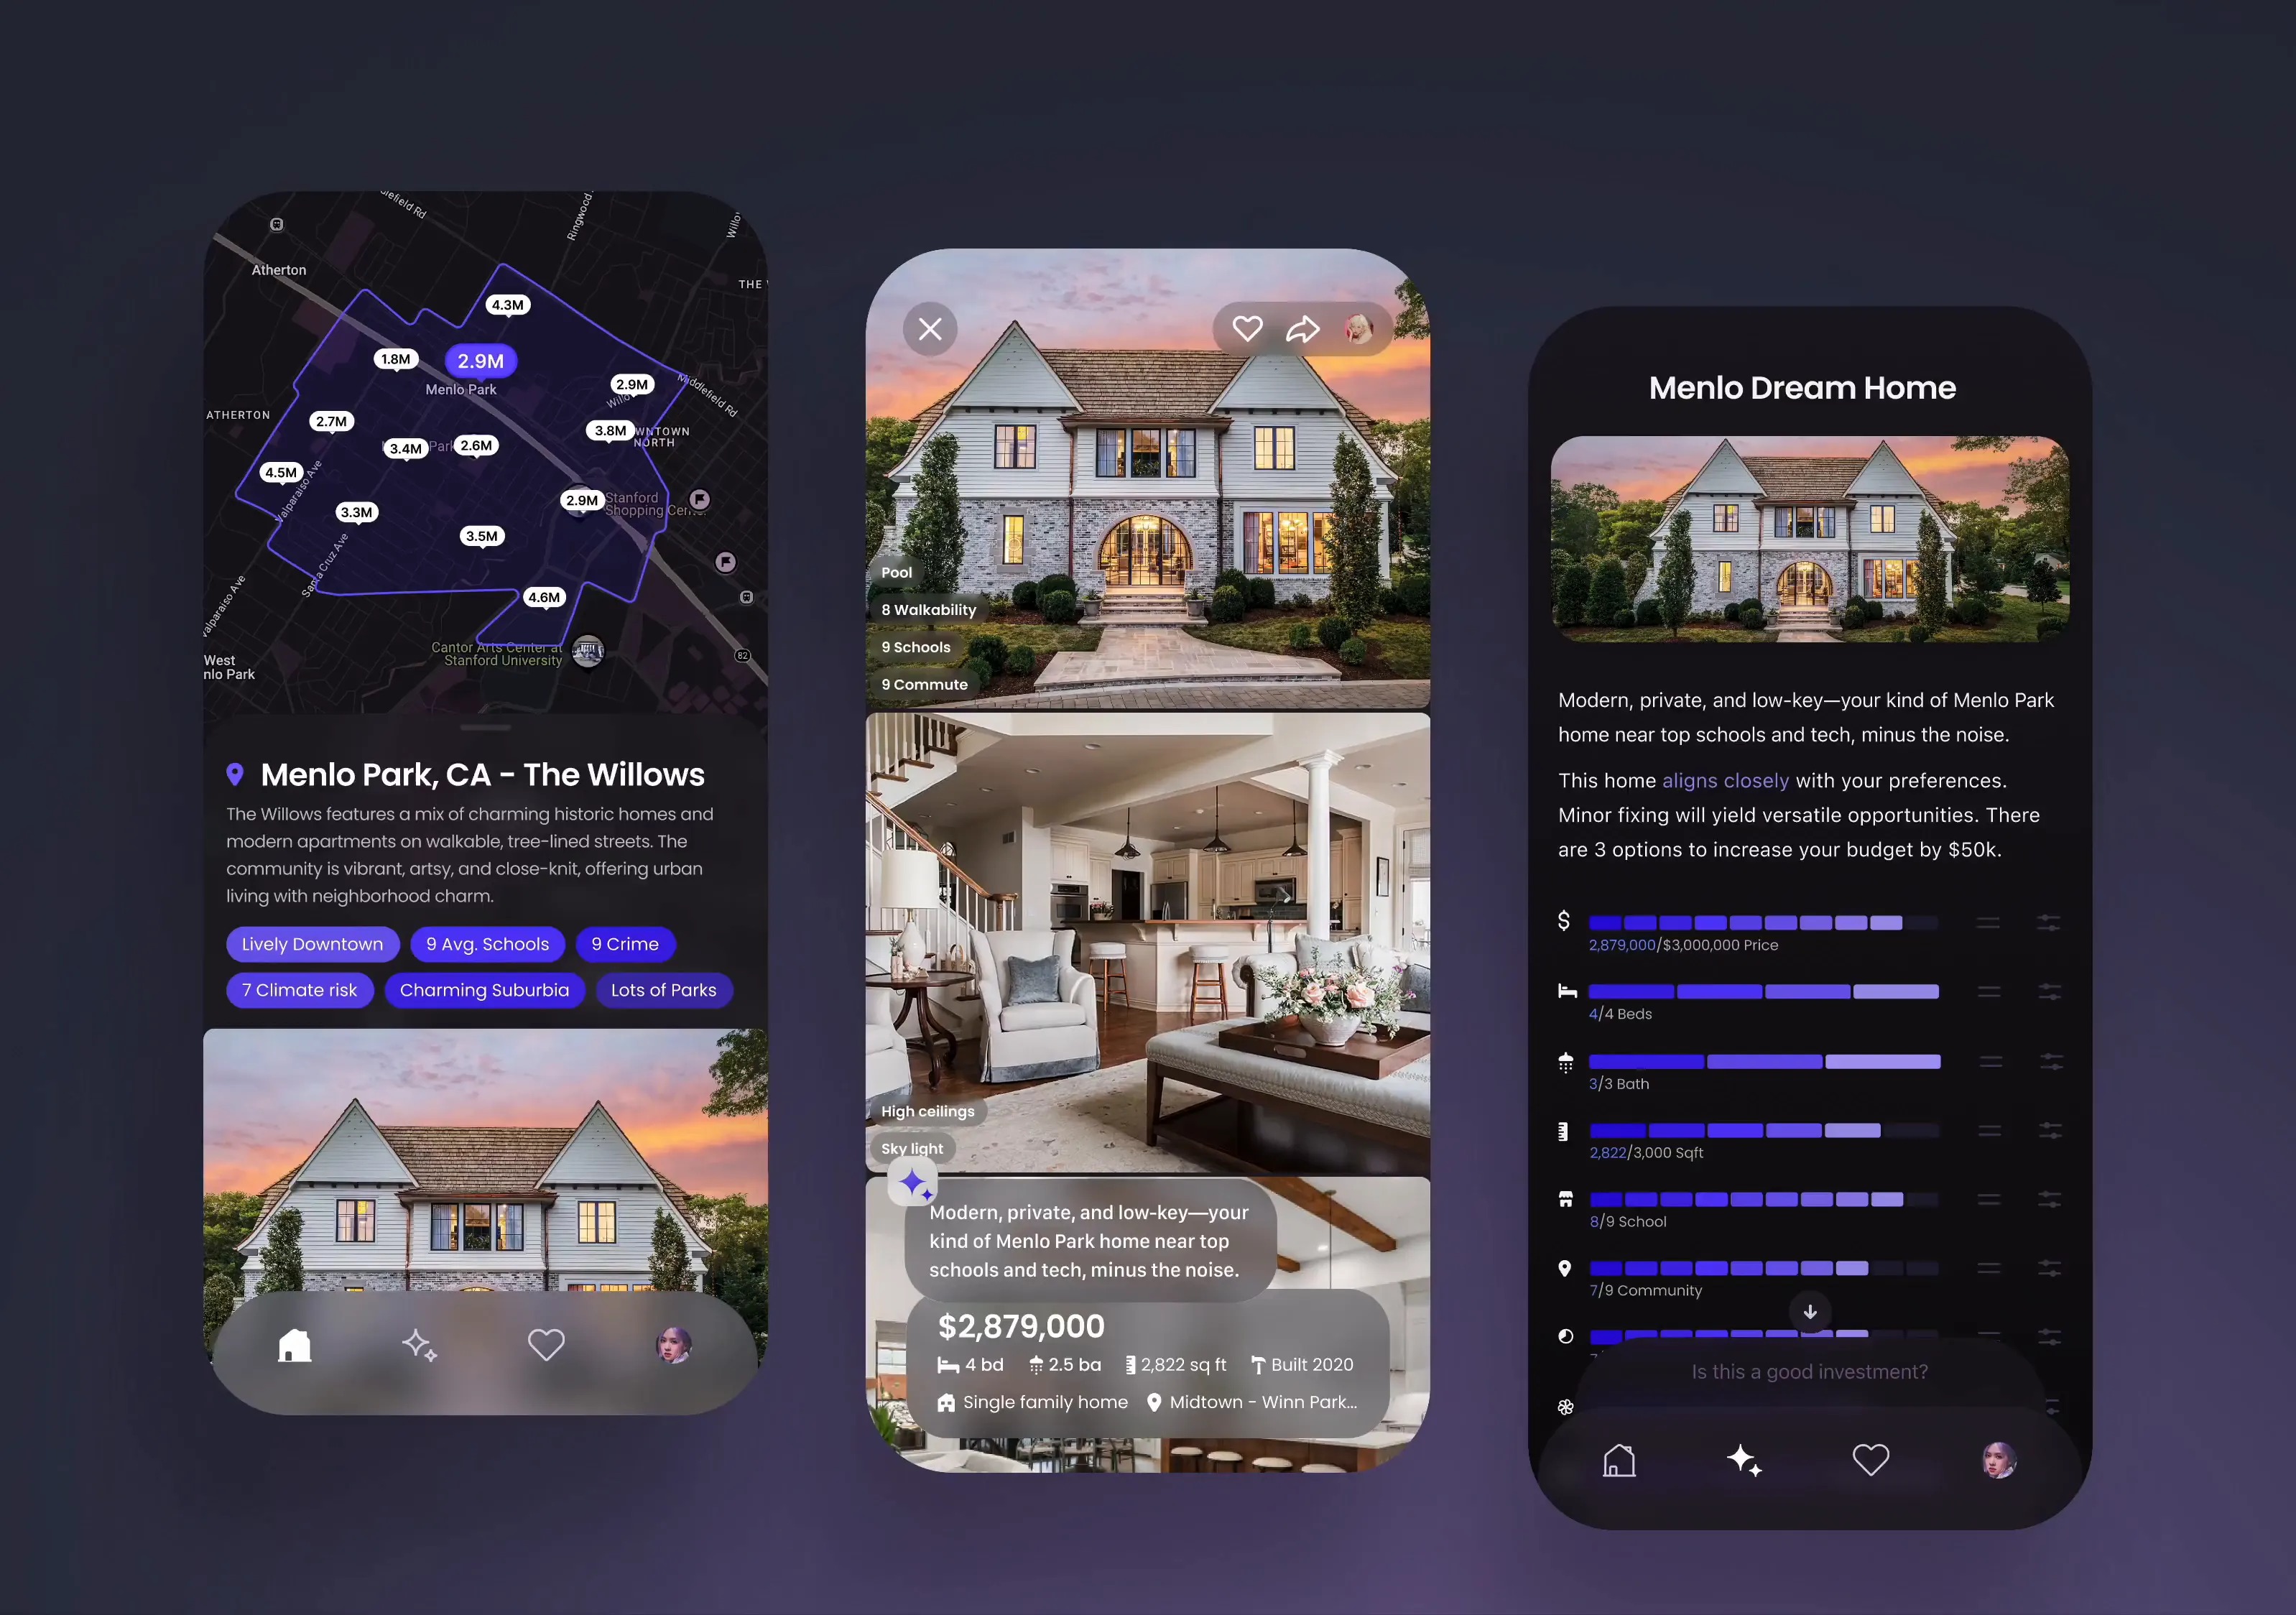 Middlefield Rd
Ringwood
Willo
Atherton
THE
4.3M
1.8M
2.9M
Menlo Park
2.9M
Middlefield Rd
Willo
ATHERTON
2.7M
3.8M
WNTOWN
NORTH
3.4M
Park
2.6M
4.5M
Valparaiso Ave
2.9M
Stanford
Shopping Cen
3.3M
3.5M
Santa Cruz Ave
Valparaiso Ave
4.6M
Cantor Arts Center at
Stanford University
82
West
nlo Park
Menlo Park, CA - The Willows
The Willows features a mix of charming historic homes and
modern apartments on walkable, tree-lined streets. The
community is vibrant, artsy, and close-knit, offering urban
living with neighborhood charm.
Lively Downtown
9 Avg. Schools
9 Crime
7 Climate risk
Charming Suburbia
Lots of Parks
Pool
8 Walkability
9 Schools
9 Commute
High ceilings
Sky light
Modern, private, and low-key—your
kind of Menlo Park home near top
schools and tech, minus the noise.
$2,879,000
4 bd 2.5 ba 2,822 sq ft Built 2020
Single family home Midtown - Winn Park...
Menlo Dream Home
Modern, private, and low-key—your kind of Menlo Park
home near top schools and tech, minus the noise.
This home aligns closely with your preferences.
Minor fixing will yield versatile opportunities. There
are 3 options to increase your budget by $50k.
2,879,000/$3,000,000 Price
4/4 Beds
3/3 Bath
2,822/3,000 Sqft
8/9 School
7/9 Community
Is this a good investment?